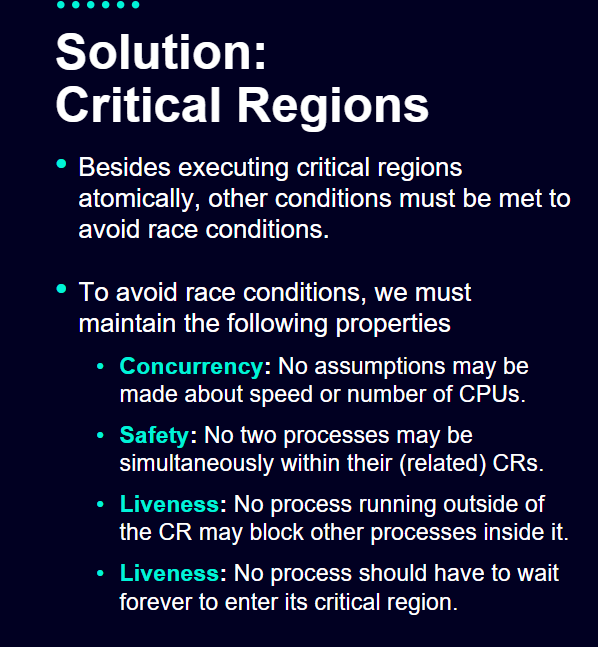 Solution:
Critical Regions
• Besides executing critical regions
atomically, other conditions must be met to
avoid race conditions.
• To avoid race conditions, we must
maintain the following properties
• Concurrency: No assumptions may be
made about speed or number of CPUs.
• Safety: No two processes may be
simultaneously within their (related) CRs.
• Liveness: No process running outside of
the CR may block other processes inside it.
• Liveness: No process should have to wait
forever to enter its critical region.